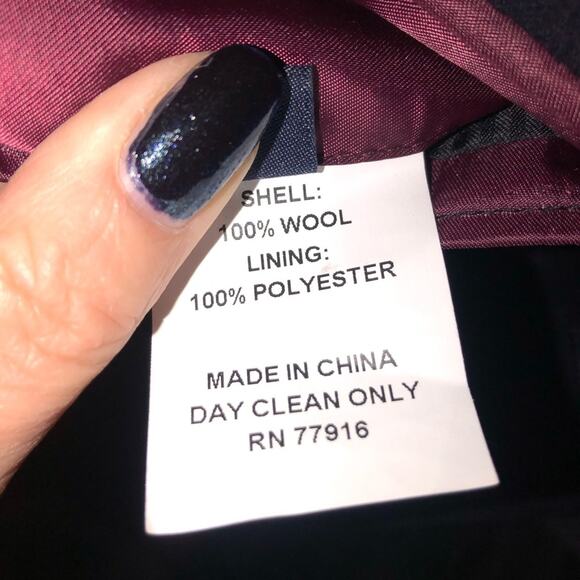 SHELL:
100% WOOL
LINING:
100% POLYESTER
MADE IN CHINA
DAY CLEAN ONLY
RN 77916